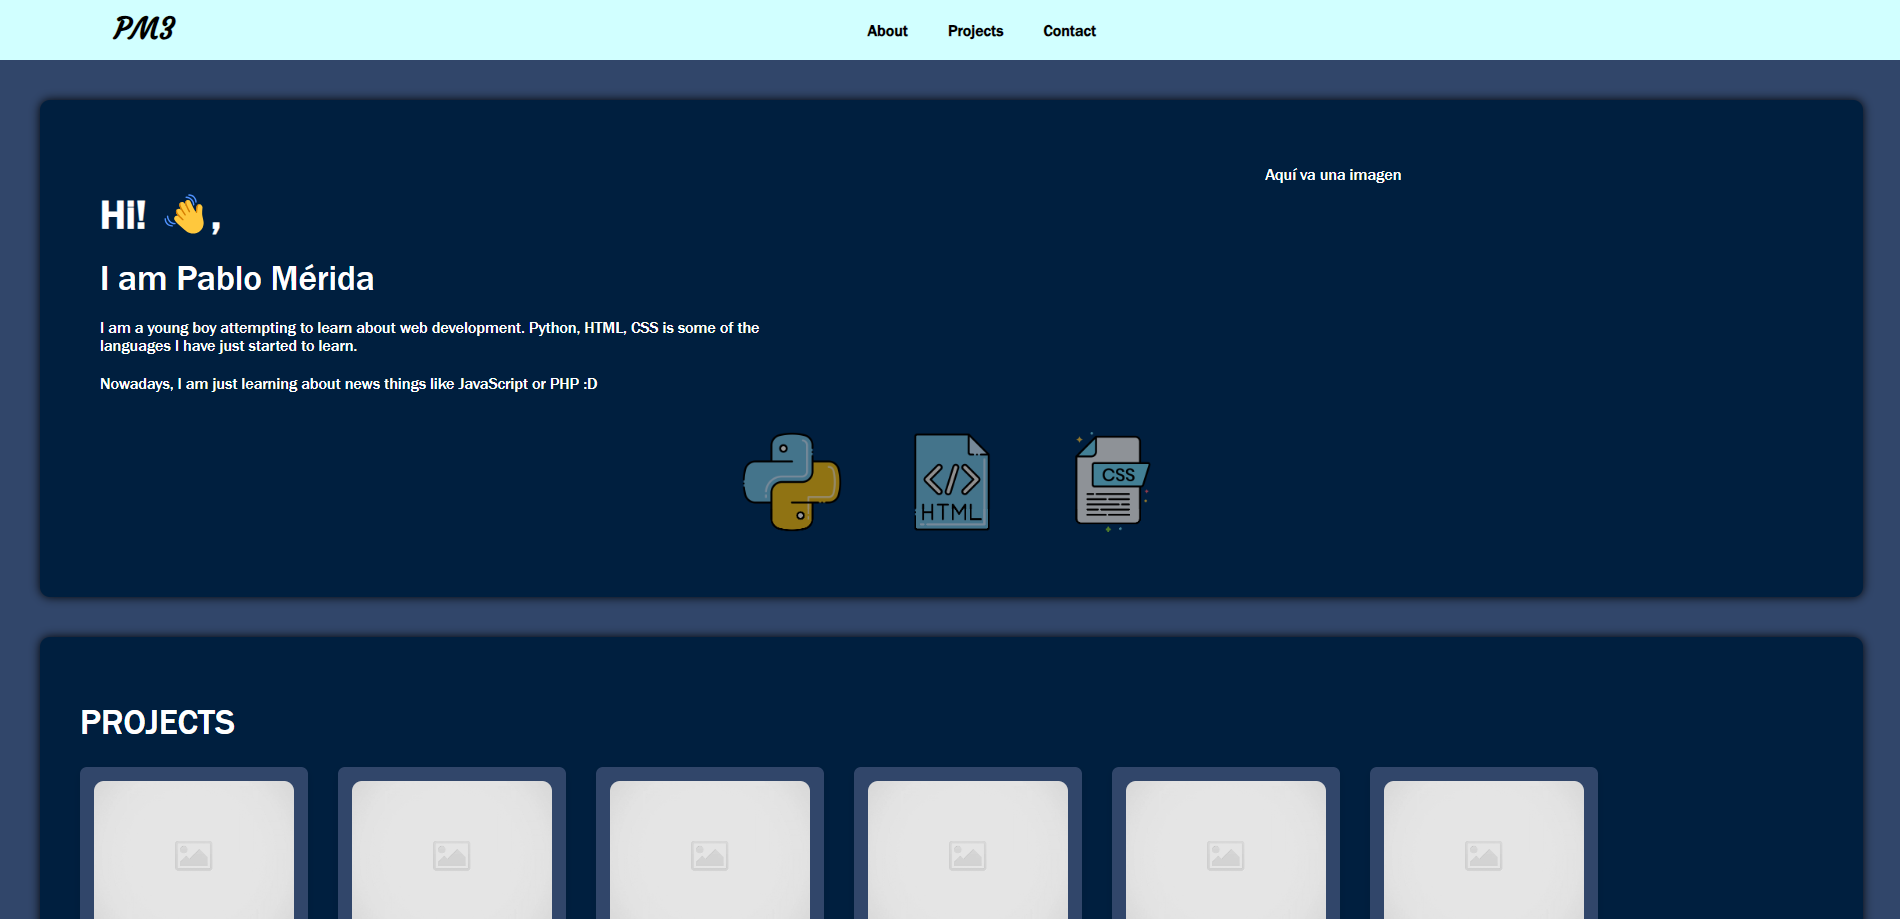 PM3
About
Projects
Contact
Aquí va una imagen
Hi! 👋,
I am Pablo Mérida
I am a young boy attempting to learn about web development. Python, HTML, CSS is some of the
languages I have just started to learn.
Nowadays, I am just learning about news things like JavaScript or PHP :D
</> HTML
CSS
PROJECTS